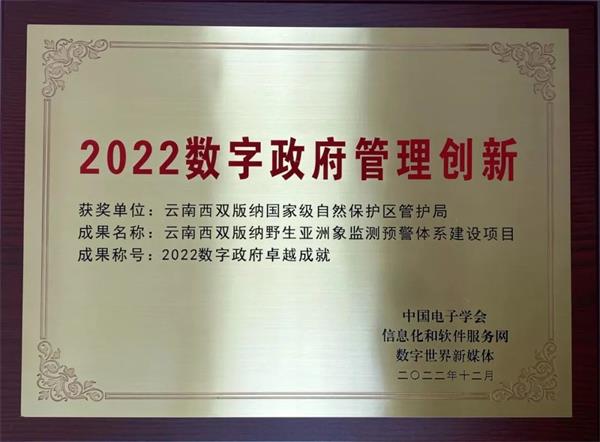 2022数字政府管理创新
获奖单位：云南西双版纳国家级自然保护区管护局
成果名称：云南西双版纳野生亚洲象监测预警体系建设项目
成果称号：2022数字政府卓越成就
中国电子学会
信息化和软件服务网
数字世界新媒体
二〇二二年十二月